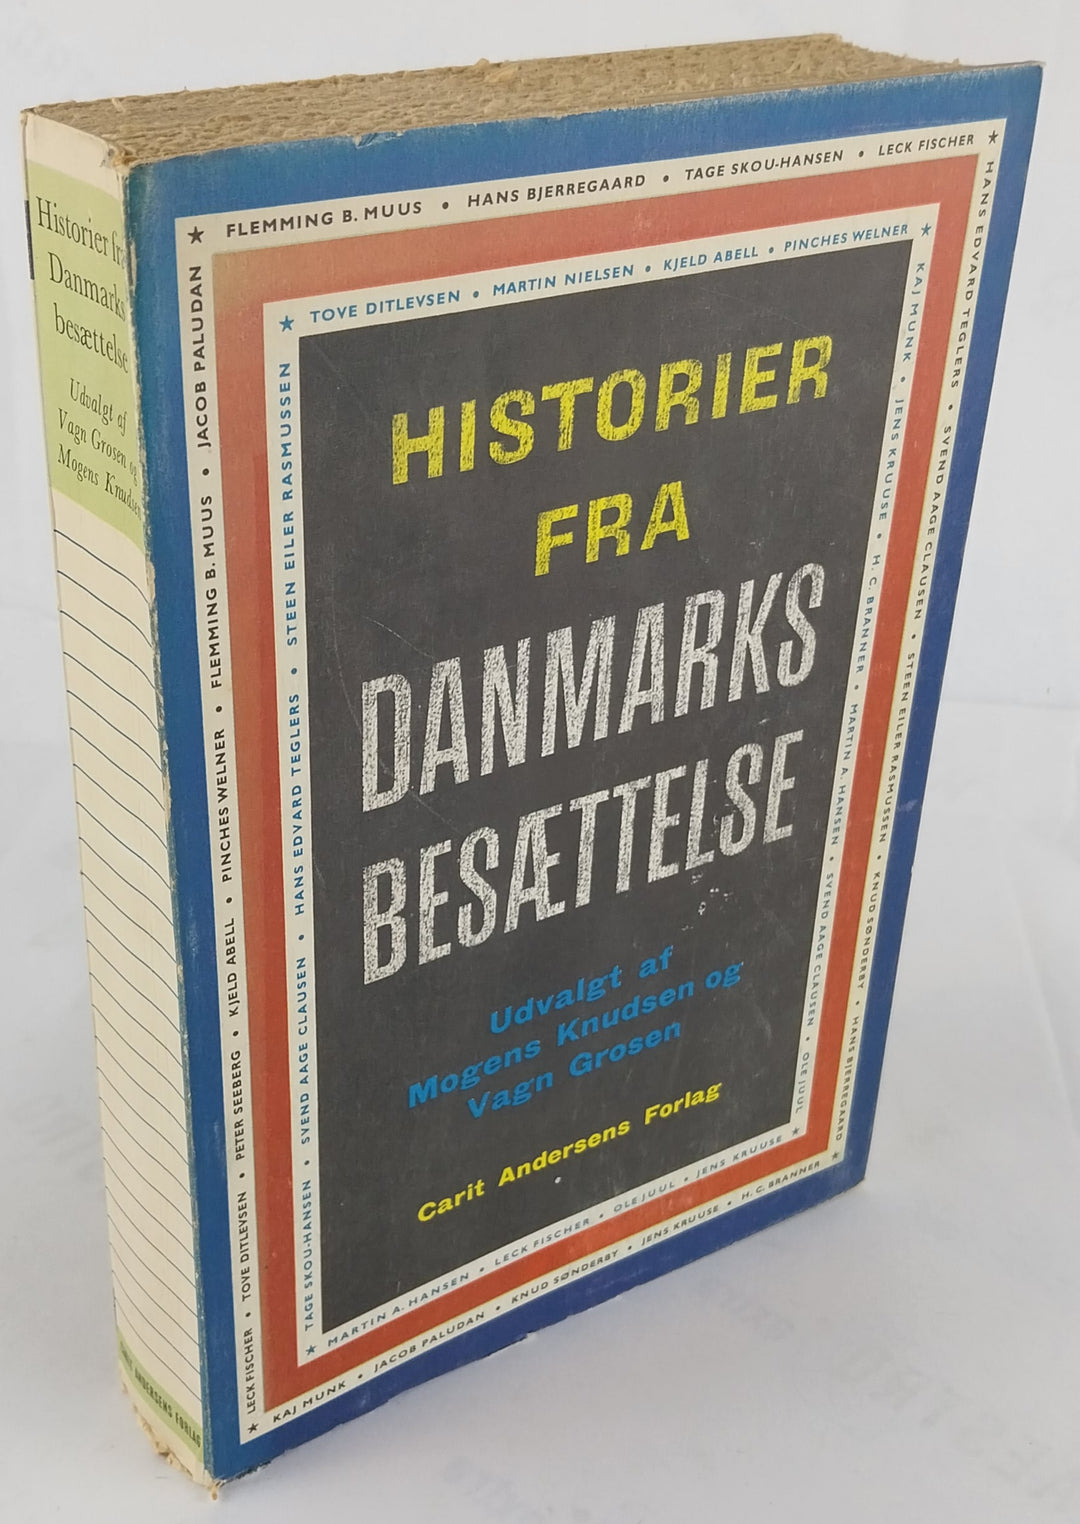 Historier fra
Danmarks
besættelse
Udvalgt af
Vagn Grosen og
Mogens Knudsen
ANDERSENS FORLAG
FLEMMING B. MUUS • HANS BJERREGAARD • TAGE SKOU-HANSEN • LECK FISCHER
HANS EDVARD TEGLERS • SVEND AAGE CLAUSEN • STEEN EILER RASMUSSEN • KNUD SØNDERBY • HANS BJERREGAARD
LECK FISCHER • TOVE DITLEVSEN • PETER SEEBERG • KJELD ABELL • PINCHES WELNER • FLEMMING B. MUUS • JACOB PALUDAN
KAJ MUNK • JACOB PALUDAN • KNUD SØNDERBY • JENS KRUUSE • H. C. BRANNER
TOVE DITLEVSEN • MARTIN NIELSEN • KJELD ABELL • PINCHES WELNER
KAJ MUNK • JENS KRUUSE • H. C. BRANNER • MARTIN A. HANSEN • SVEND AAGE CLAUSEN • OLE JUUL
TAGE SKOU-HANSEN • SVEND AAGE CLAUSEN • HANS EDVARD TEGLERS • STEEN EILER RASMUSSEN
MARTIN A. HANSEN • LECK FISCHER • OLE JUUL • JENS KRUUSE
HISTORIER
FRA
DANMARKS
BESÆTTELSE
Udvalgt af
Mogens Knudsen og
Vagn Grosen
Carit Andersens Forlag